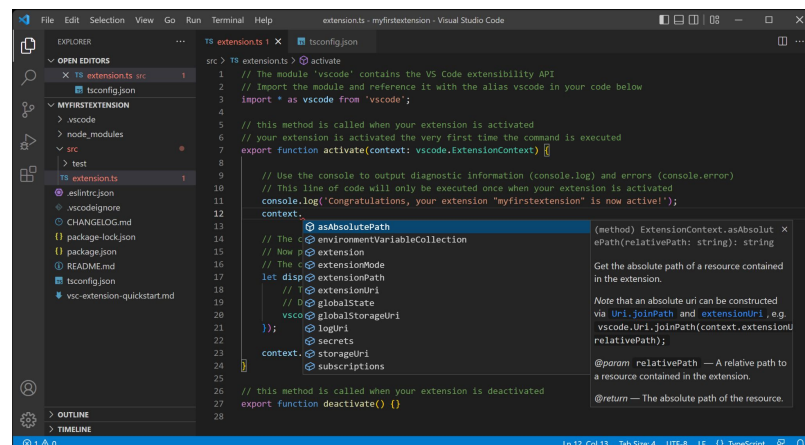 File Edit Selection View Go Run Terminal Help
extension.ts - myfirstextension - Visual Studio Code
EXPLORER
OPEN EDITORS
TS extension.ts src 1
tsconfig.json
MYFIRSTEXTENSION
.vscode
node_modules
src
test
TS extension.ts 1
.eslintrc.json
.vscodeignore
CHANGELOG.md
{} package-lock.json
{} package.json
README.md
tsconfig.json
vsc-extension-quickstart.md
OUTLINE
TIMELINE
TS extension.ts 1
tsconfig.json
src > TS extension.ts > activate
1 // The module 'vscode' contains the VS Code extensibility API
2 // Import the module and reference it with the alias vscode in your code below
3 import * as vscode from 'vscode';
4
5 // this method is called when your extension is activated
6 // your extension is activated the very first time the command is executed
7 export function activate(context: vscode.ExtensionContext) {
8
9 // Use the console to output diagnostic information (console.log) and errors (console.error)
10 // This line of code will only be executed once when your extension is activated
11 console.log('Congratulations, your extension "myfirstextension" is now active!');
12 context.
13
14 // The c
15 // Now p
16 // The c
17 let disp
18 // T
19 // D
20 vsco
21 });
22
23 context.
24 }
25
26 // this method is called when your extension is deactivated
27 export function deactivate() {}
28
asAbsolutePath
environmentVariableCollection
extension
extensionMode
extensionPath
extensionUri
globalState
globalStorageUri
logUri
secrets
storageUri
subscriptions
(method) ExtensionContext.asAbsolut
ePath(relativePath: string): string
Get the absolute path of a resource contained
in the extension.
Note that an absolute uri can be constructed
via Uri.joinPath and extensionUri, e.g.
vscode.Uri.joinPath(context.extensionU
relativePath);
@param relativePath — A relative path to
a resource contained in the extension.
@return — The absolute path of the resource.
1 0
Ln 12, Col 13 Tab Size: 4 UTF-8 LF {} TypeScript